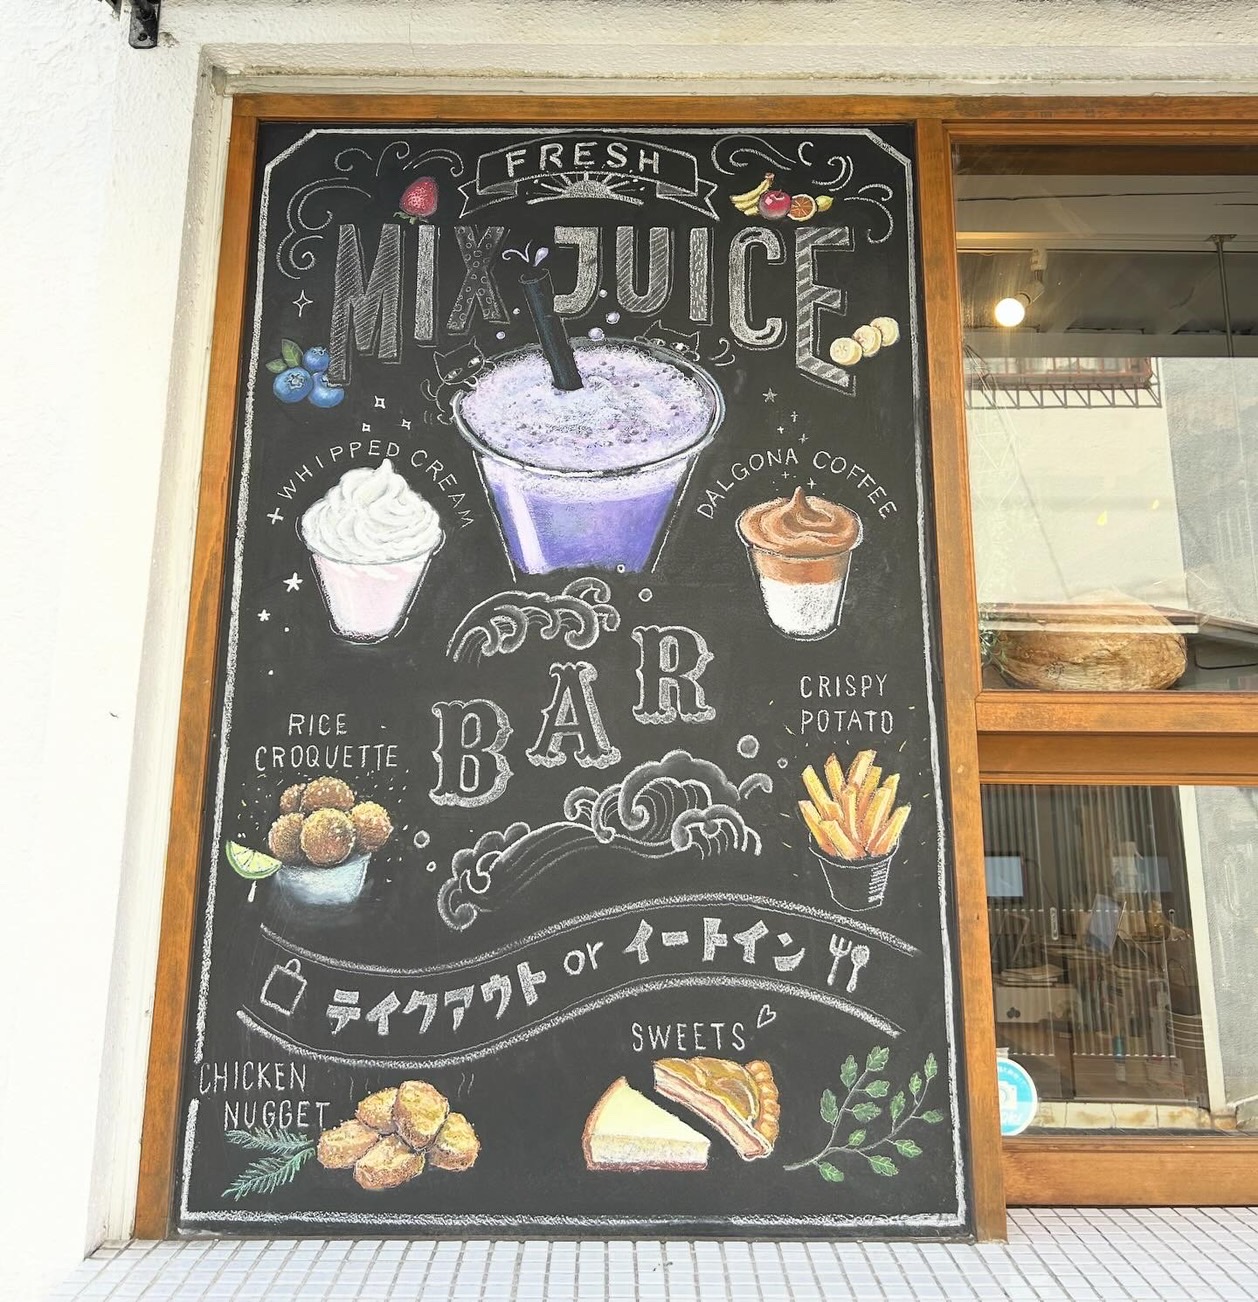 FRESH
MIX JUICE
WHIPPED CREAM
DALGONA COFFEE
BAR
RICE
CROQUETTE
CRISPY
POTATO
テイクアウト or イートイン
SWEETS
CHICKEN
NUGGET